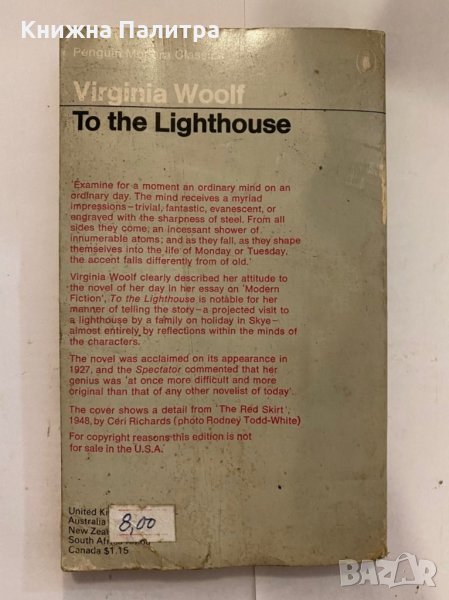 Книжна Палитра
Penguin Modern Classics
Virginia Woolf
To the Lighthouse
'Examine for a moment an ordinary mind on an
ordinary day. The mind receives a myriad
impressions–trivial, fantastic, evanescent, or
engraved with the sharpness of steel. From all
sides they come, an incessant shower of
innumerable atoms; and as they fall, as they shape
themselves into the life of Monday or Tuesday,
the accent falls differently from of old.'
Virginia Woolf clearly described her attitude to
the novel of her day in her essay on 'Modern
Fiction', To the Lighthouse is notable for her
manner of telling the story–a projected visit to
a lighthouse by a family on holiday in Skye–
almost entirely by reflections within the minds of
the characters.
The novel was acclaimed on its appearance in
1927, and the Spectator commented that her
genius was 'at once more difficult and more
original than that of any other novelist of today'.
The cover shows a detail from 'The Red Skirt',
1948, by Ceri Richards (photo Rodney Todd-White)
For copyright reasons this edition is not
for sale in the U.S.A.
United
Australia
New
South
Canada $1.15
8,00
BAZAR